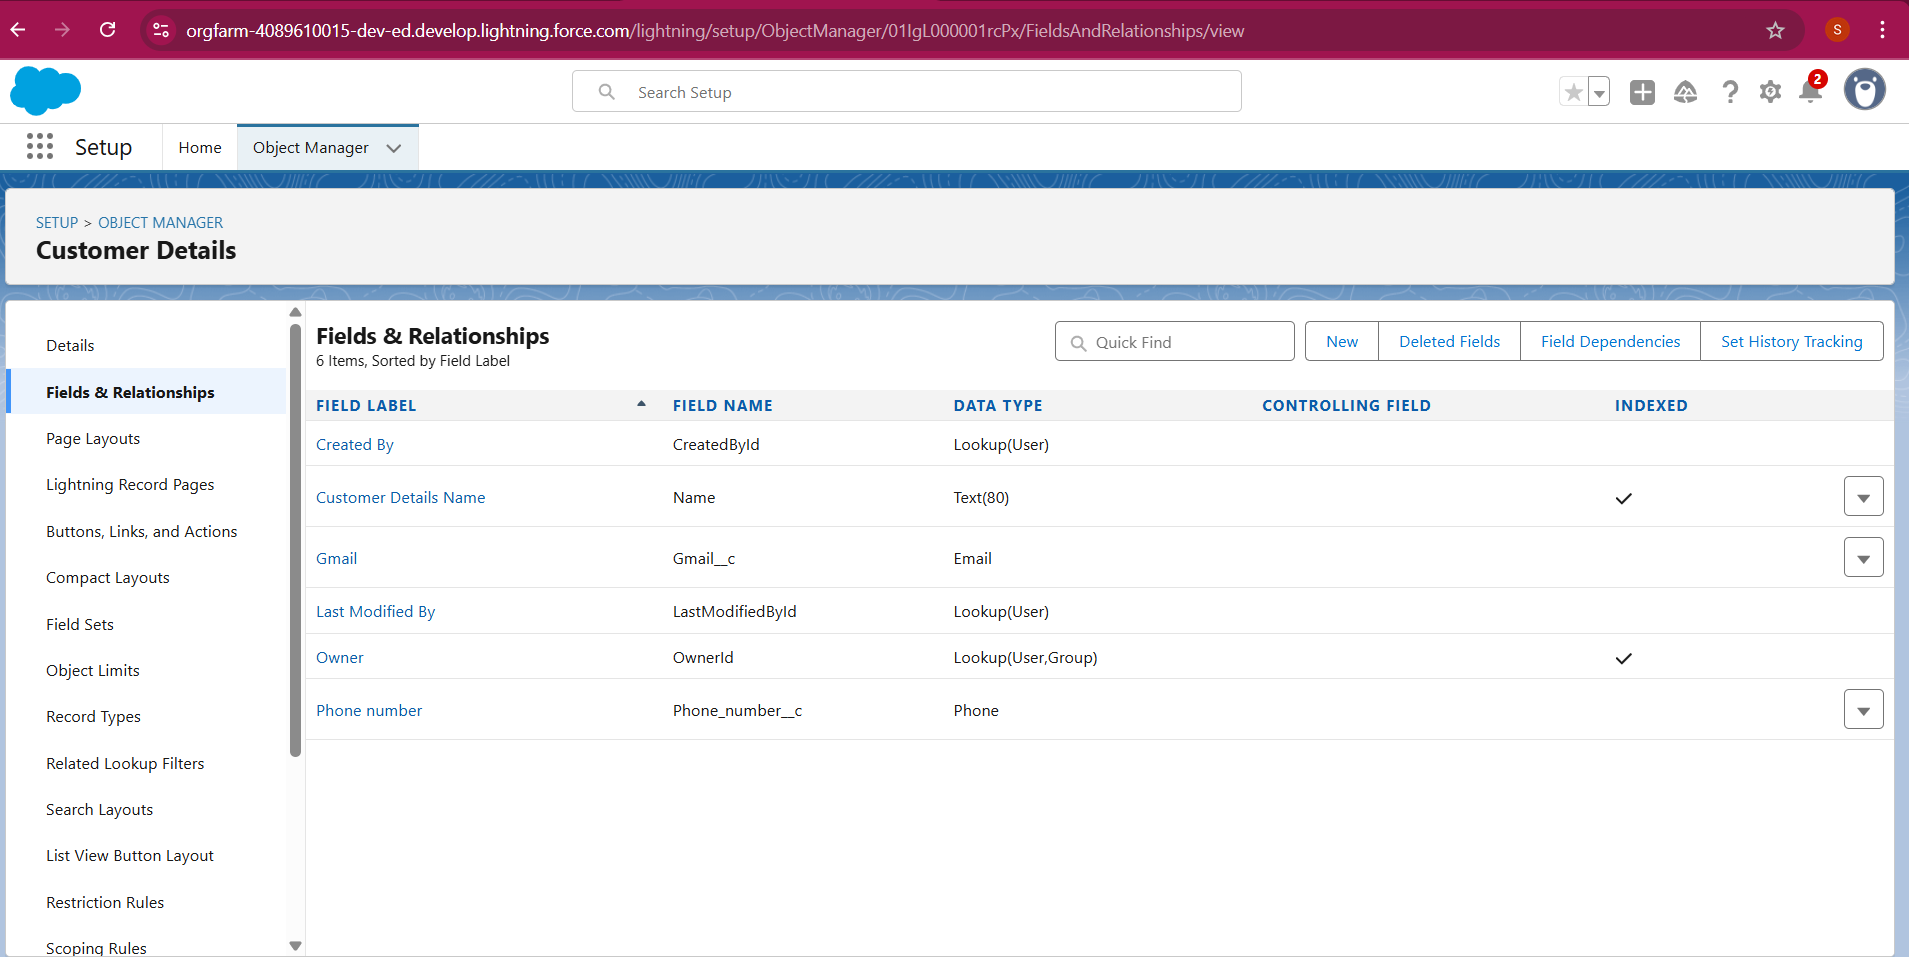 orgfarm-4089610015-dev-ed.develop.lightning.force.com/lightning/setup/ObjectManager/01IgL000001rcPx/FieldsAndRelationships/view
S
Search Setup
2
Setup
Home
Object Manager
SETUP > OBJECT MANAGER
Customer Details
Details
Fields & Relationships
Page Layouts
Lightning Record Pages
Buttons, Links, and Actions
Compact Layouts
Field Sets
Object Limits
Record Types
Related Lookup Filters
Search Layouts
List View Button Layout
Restriction Rules
Scoping Rules
Fields & Relationships
6 Items, Sorted by Field Label
Quick Find
New
Deleted Fields
Field Dependencies
Set History Tracking
FIELD LABEL FIELD NAME DATA TYPE CONTROLLING FIELD INDEXED
Created By CreatedById Lookup(User)
Customer Details Name Name Text(80)
Gmail Gmail__c Email
Last Modified By LastModifiedById Lookup(User)
Owner OwnerId Lookup(User,Group)
Phone number Phone_number__c Phone